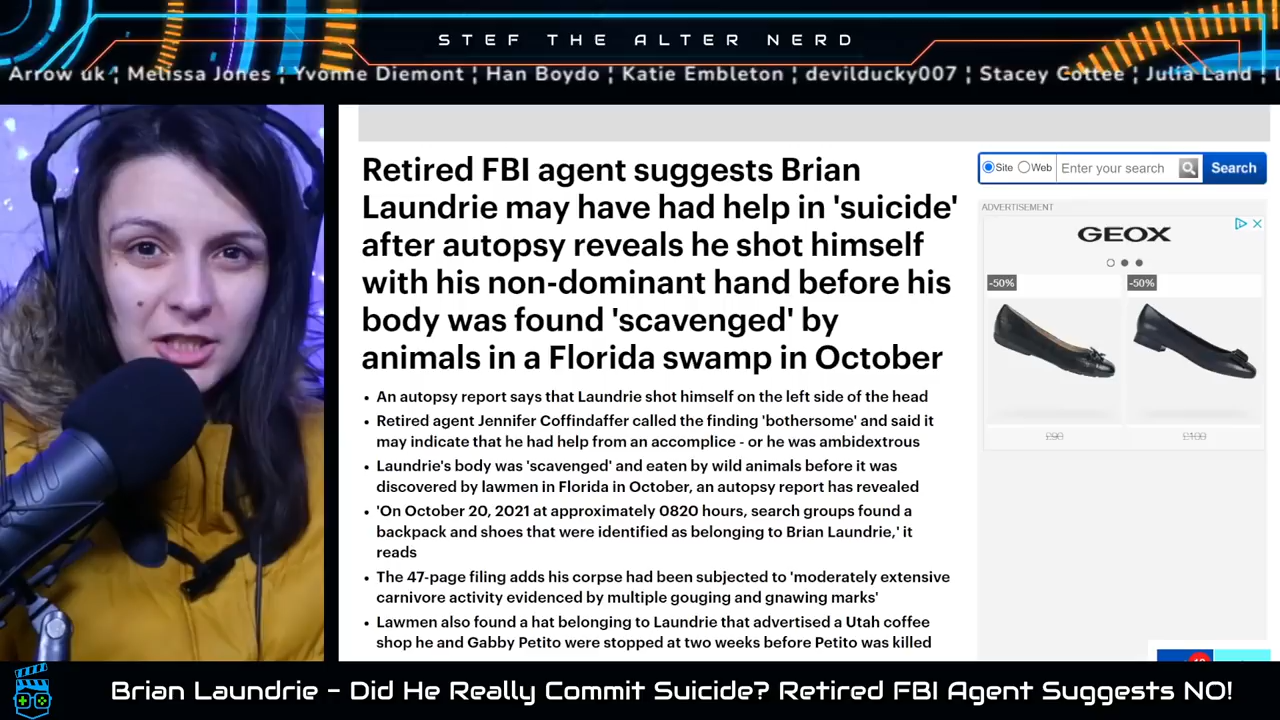 STEF THE ALTER NERD
Arrow uk ¦ Melissa Jones ¦ Yvonne Diemont ¦ Han Boydo ¦ Katie Embleton ¦ devilducky007 ¦ Stacey Cottee ¦ Julia Land ¦
Retired FBI agent suggests Brian
Laundrie may have had help in 'suicide'
after autopsy reveals he shot himself
with his non-dominant hand before his
body was found 'scavenged' by
animals in a Florida swamp in October
• An autopsy report says that Laundrie shot himself on the left side of the head
• Retired agent Jennifer Coffindaffer called the finding 'bothersome' and said it
may indicate that he had help from an accomplice - or he was ambidextrous
• Laundrie's body was 'scavenged' and eaten by wild animals before it was
discovered by lawmen in Florida in October, an autopsy report has revealed
• 'On October 20, 2021 at approximately 0820 hours, search groups found a
backpack and shoes that were identified as belonging to Brian Laundrie,' it
reads
• The 47-page filing adds his corpse had been subjected to 'moderately extensive
carnivore activity evidenced by multiple gouging and gnawing marks'
• Lawmen also found a hat belonging to Laundrie that advertised a Utah coffee
shop he and Gabby Petito were stopped at two weeks before Petito was killed
Site Web Enter your search Search
ADVERTISEMENT
GEOX
-50% -50%
£90 £100
Brian Laundrie - Did He Really Commit Suicide? Retired FBI Agent Suggests NO!